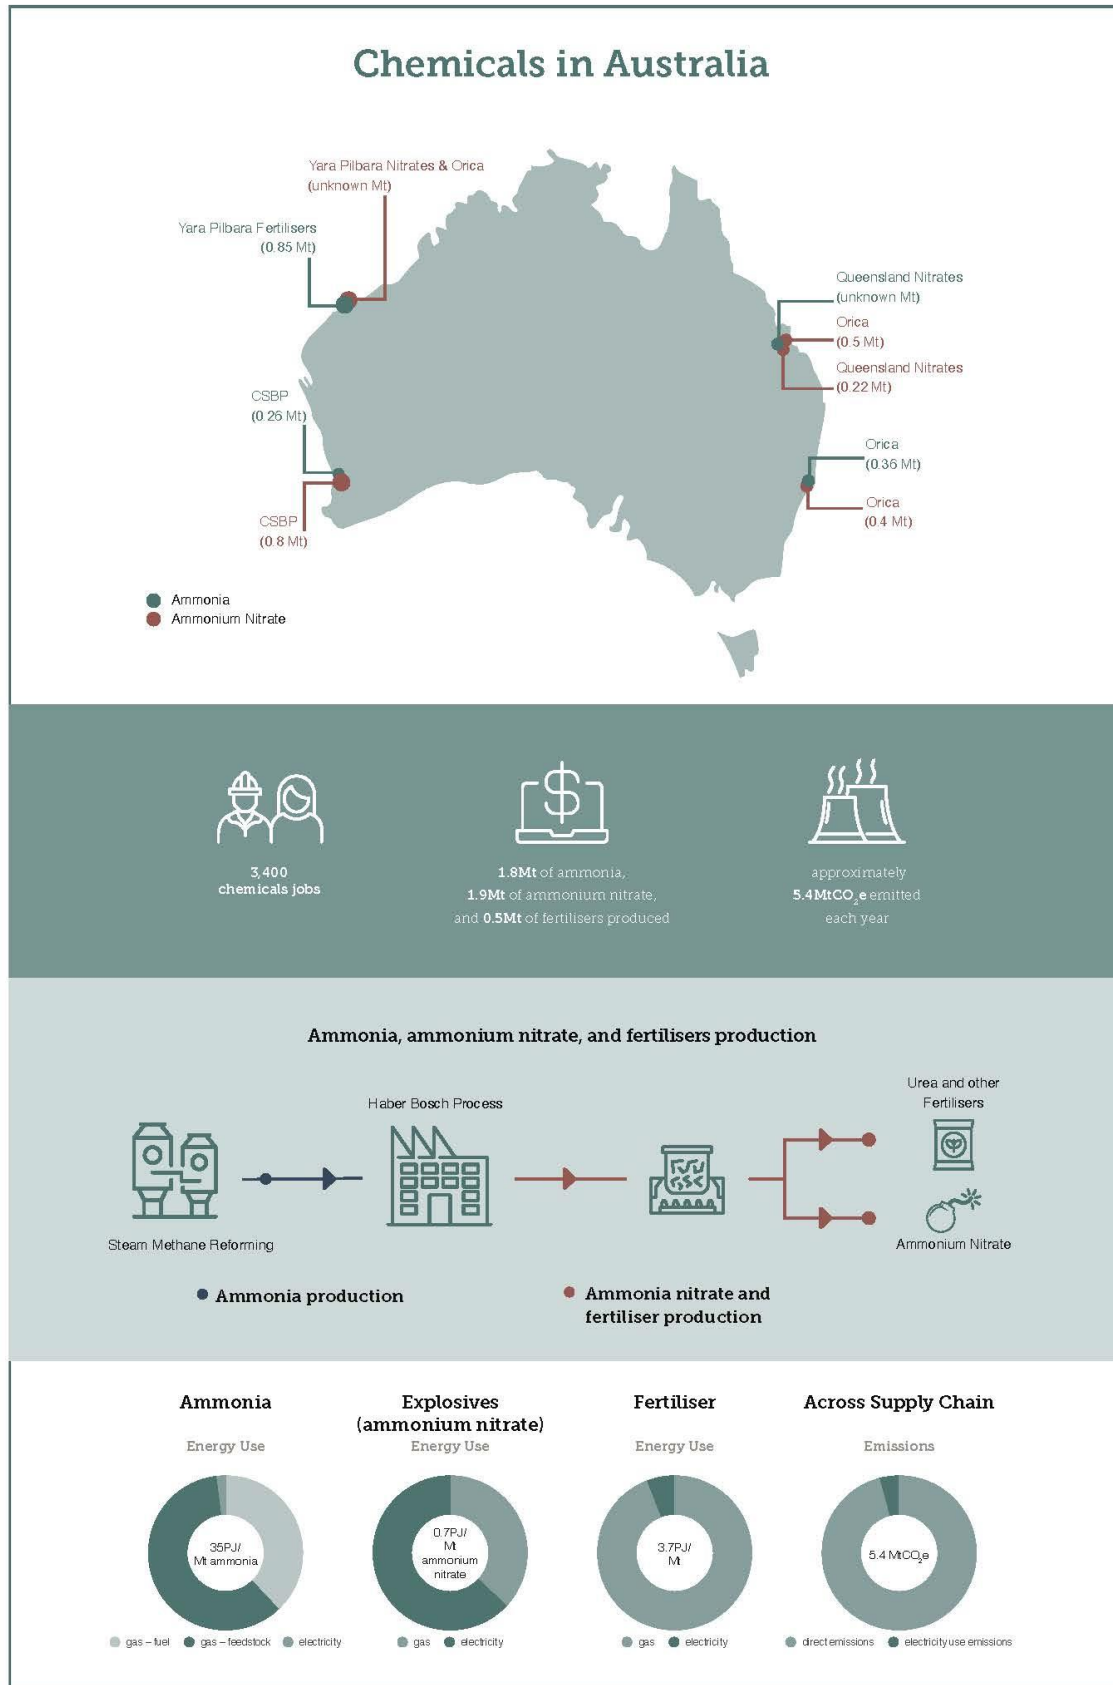 Chemicals in Australia
Yara Pilbara Nitrates & Orica
(unknown Mt)
Yara Pilbara Fertilisers
(0.85 Mt)
Queensland Nitrates
(unknown Mt)
Orica
(0.5 Mt)
Queensland Nitrates
(0.22 Mt)
CSBP
(0.26 Mt)
Orica
(0.36 Mt)
Orica
(0.4 Mt)
CSBP
(0.8 Mt)
Ammonia
Ammonium Nitrate
3,400
chemicals jobs
1.8Mt of ammonia,
1.9Mt of ammonium nitrate,
and 0.5Mt of fertilisers produced
approximately
5.4MtCO₂e emitted
each year
Ammonia, ammonium nitrate, and fertilisers production
Steam Methane Reforming
Haber Bosch Process
Urea and other
Fertilisers
Ammonium Nitrate
Ammonia production
Ammonia nitrate and
fertiliser production
Ammonia
Energy Use
35PJ/
Mt ammonia
gas – fuel
gas – feedstock
electricity
Explosives
(ammonium nitrate)
Energy Use
0.7PJ/
Mt
ammonium
nitrate
gas
electricity
Fertiliser
Energy Use
3.7PJ/
Mt
gas
electricity
Across Supply Chain
Emissions
5.4 MtCO₂e
direct emissions
electricity use emissions